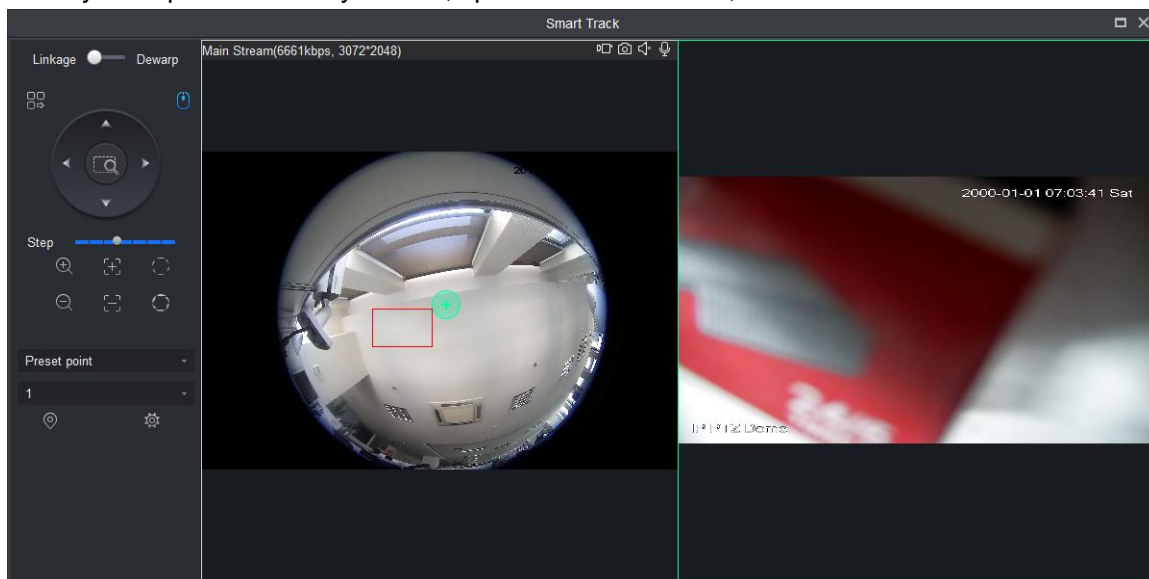 Smart Track
Linkage Dewarp
Main Stream(6661kbps, 3072*2048)
Step
Preset point
1
20
2000-01-01 07:03:41 Sat